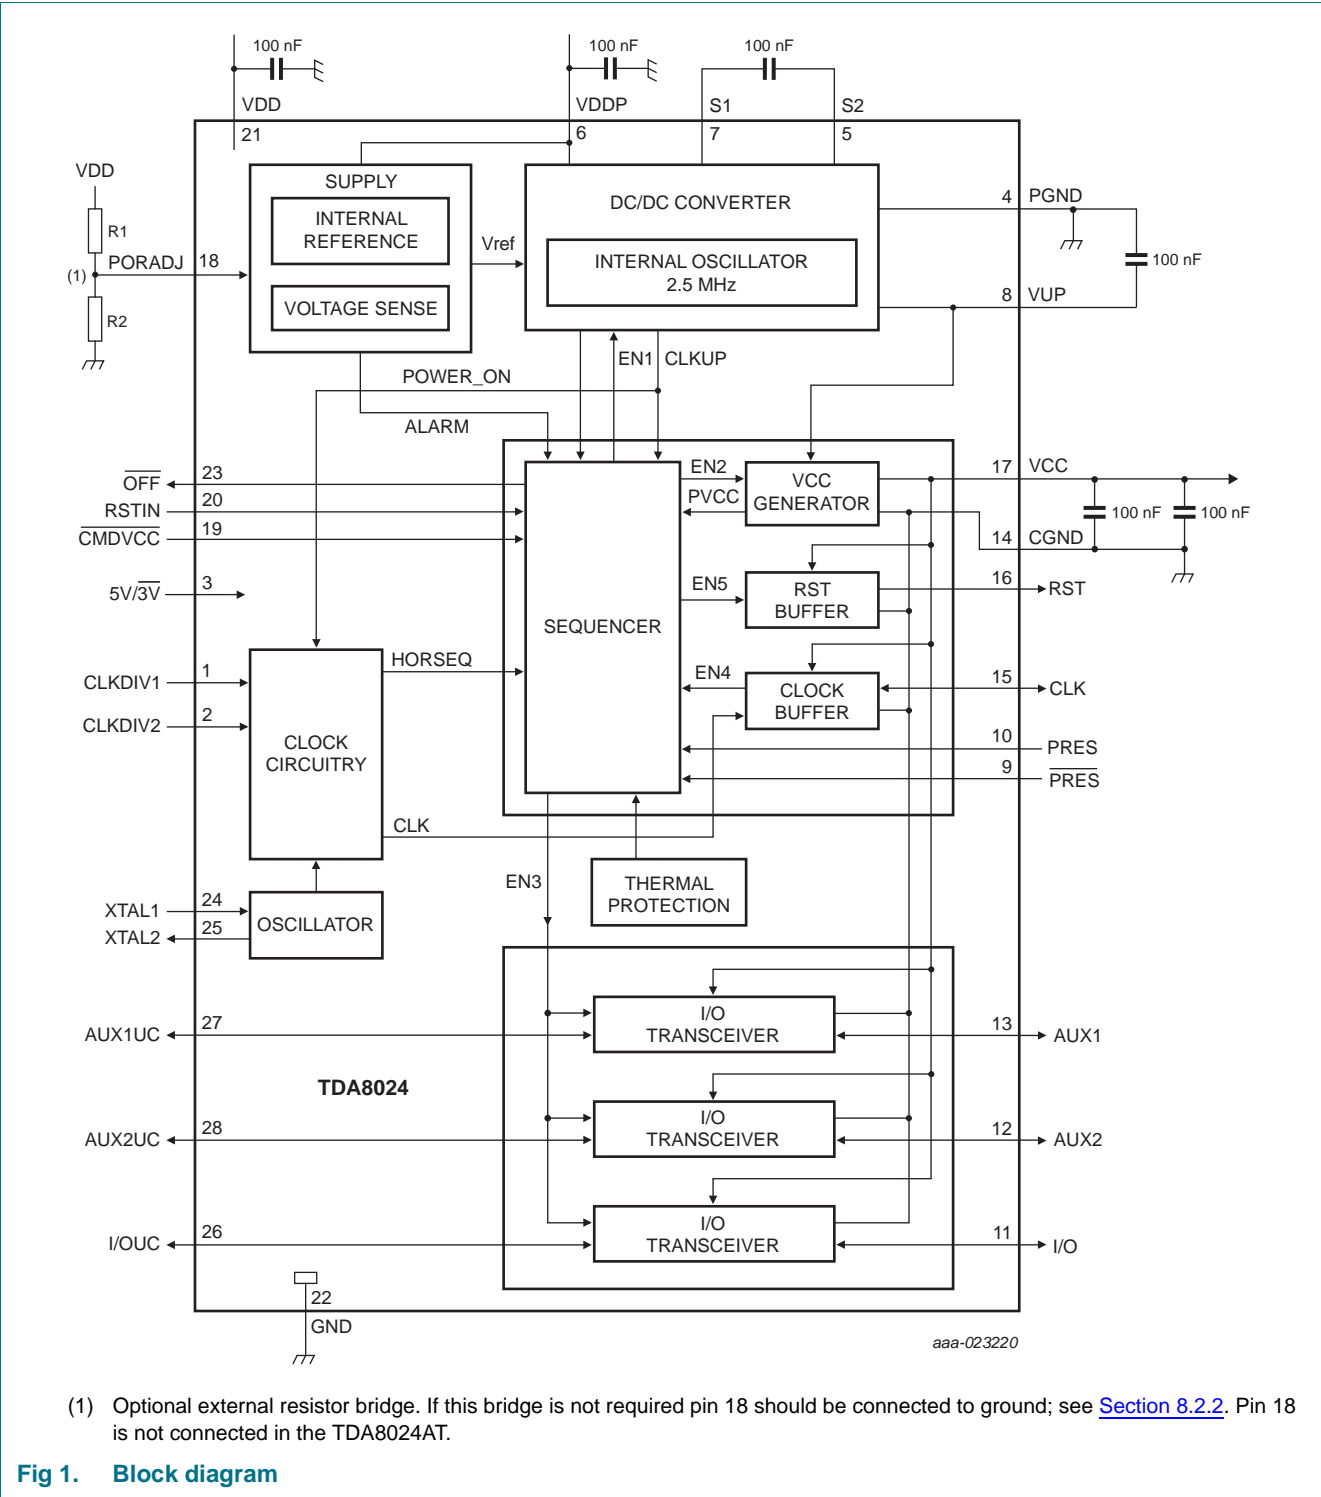 100 nF
100 nF
100 nF
VDD
VDDP
S1
S2
21
6
7
5
VDD
R1
(1)
PORADJ
18
R2
SUPPLY
INTERNAL
REFERENCE
VOLTAGE SENSE
Vref
DC/DC CONVERTER
INTERNAL OSCILLATOR
2.5 MHz
4
PGND
100 nF
8
VUP
EN1
CLKUP
POWER_ON
ALARM
OFF
23
RSTIN
20
CMDVCC
19
5V/3V
3
CLKDIV1
1
CLKDIV2
2
HORSEQ
CLOCK
CIRCUITRY
CLK
SEQUENCER
EN2
PVCC
VCC
GENERATOR
17
VCC
100 nF
100 nF
14
CGND
EN5
RST
BUFFER
16
RST
EN4
CLOCK
BUFFER
15
CLK
10
PRES
9
PRES
EN3
THERMAL
PROTECTION
XTAL1
24
XTAL2
25
OSCILLATOR
AUX1UC
27
I/O
TRANSCEIVER
13
AUX1
TDA8024
AUX2UC
28
I/O
TRANSCEIVER
12
AUX2
I/OUC
26
I/O
TRANSCEIVER
11
I/O
22
GND
aaa-023220
(1) Optional external resistor bridge. If this bridge is not required pin 18 should be connected to ground; see Section 8.2.2. Pin 18
is not connected in the TDA8024AT.
Fig 1. Block diagram